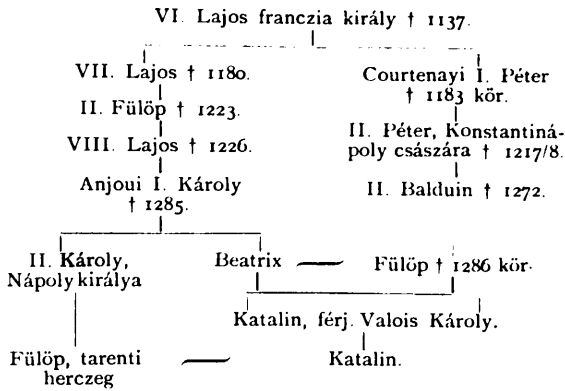 VI. Lajos franczia király † 1137.
VII. Lajos † 1180.
Courtenayi I. Péter
† 1183 kör.
II. Fülöp † 1223.
II. Péter, Konstantiná-
poly császára † 1217/8.
VIII. Lajos † 1226.
Anjoui I. Károly
† 1285.
II. Balduin † 1272.
II. Károly,
Nápoly királya
Beatrix — Fülöp † 1286 kör.
Katalin, férj. Valois Károly.
Fülöp, tarenti
herczeg
— Katalin.